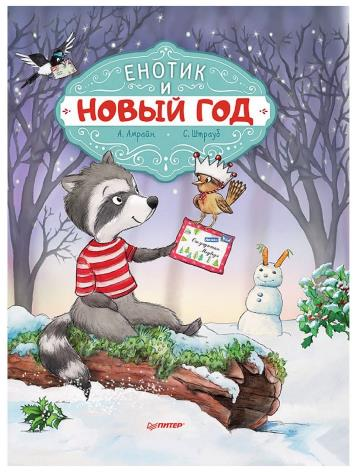 ЕНОТИК
И
НОВЫЙ ГОД
А. Амрайн С. Штрауб
ПИТЕР